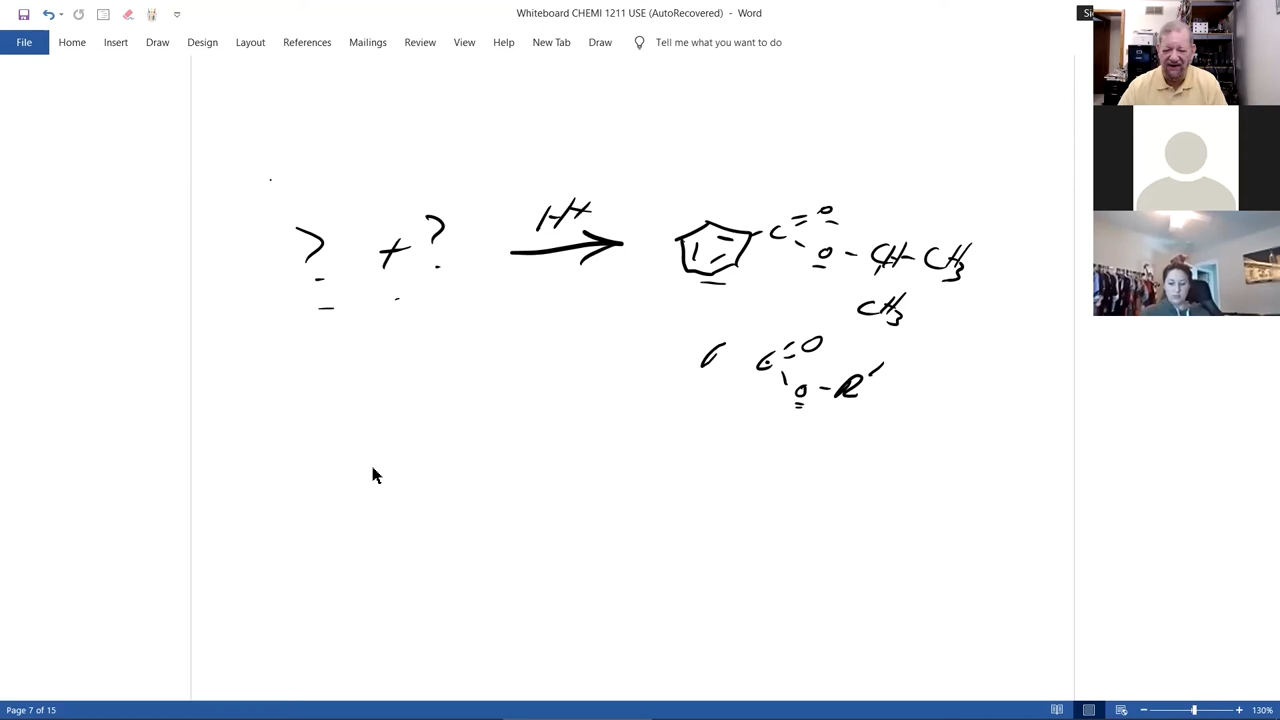 Whiteboard CHEMI 1211 USE (AutoRecovered) - Word
File Home Insert Draw Design Layout References Mailings Review View Help New Tab Draw Tell me what you want to do
? + ? C = O
O - CH - CH3
CH3
C = O
O - R'
Page 7 of 15 130%